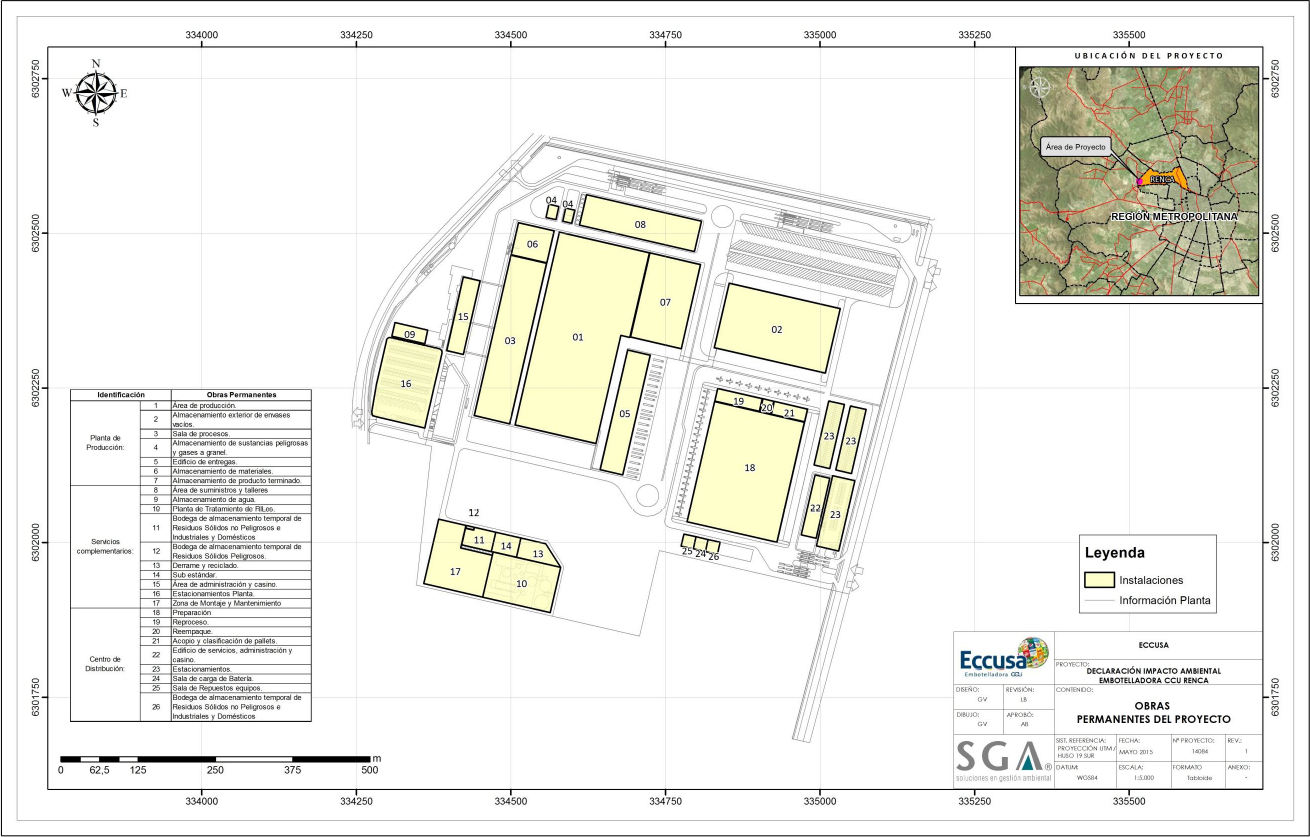 334000 334250 334500 334750 335000 335250 335500
UBICACIÓN DEL PROYECTO
N
W E
S
6302750
6302750
Área de Proyecto
RENCA
REGIÓN METROPOLITANA
04 04
08
06
6302500
6302500
07
15
02
01
03
09
16
05
19 20 21
23 23
18
22 23
6302250
6302250
Identificación Obras Permanentes
Planta de
Producción:
1 Área de producción.
2 Almacenamiento exterior de envases
vacíos.
3 Sala de procesos.
4 Almacenamiento de sustancias peligrosas
y gases a granel.
5 Edificio de entregas.
6 Almacenamiento de materiales.
7 Almacenamiento de producto terminado.
Servicios
complementarios:
8 Área de suministros y talleres
9 Almacenamiento de agua.
10 Planta de Tratamiento de RILes.
11 Bodega de almacenamiento temporal de
Residuos Sólidos no Peligrosos e
Industriales y Domésticos
12 Bodega de almacenamiento temporal de
Residuos Sólidos Peligrosos.
13 Derrame y reciclado.
14 Sub estándar.
15 Área de administración y casino.
16 Estacionamientos Planta.
17 Zona de Montaje y Mantenimiento
Centro de
Distribución:
18 Preparación
19 Reproceso.
20 Reempaque.
21 Acopio y clasificación de pallets.
22 Edificio de servicios, administración y
casino.
23 Estacionamientos.
24 Sala de carga de Batería.
25 Sala de Repuestos equipos.
26 Bodega de almacenamiento temporal de
Residuos Sólidos no Peligrosos e
Industriales y Domésticos
12
11 14 13
17 10
25 24 26
6302000
6302000
Leyenda
Instalaciones
Información Planta
6301750
6301750
Eccusa
Embotelladora CCU
ECCUSA
PROYECTO:
DECLARACIÓN IMPACTO AMBIENTAL
EMBOTELLADORA CCU RENCA
DISEÑO:
GV
REVISIÓN:
LB
DIBUJO:
GV
APROBÓ:
AB
CONTENIDO:
OBRAS
PERMANENTES DEL PROYECTO
SGA®
soluciones en gestión ambiental
SIST. REFERENCIA:
PROYECCIÓN UTM/
HUSO 19 SUR
FECHA:
MAYO 2015
Nº PROYECTO:
14084
REV.:
1
DATUM:
WGS84
ESCALA:
1:5.000
FORMATO
Tabloide
ANEXO:
-
m
0 62,5 125 250 375 500
334000 334250 334500 334750 335000 335250 335500